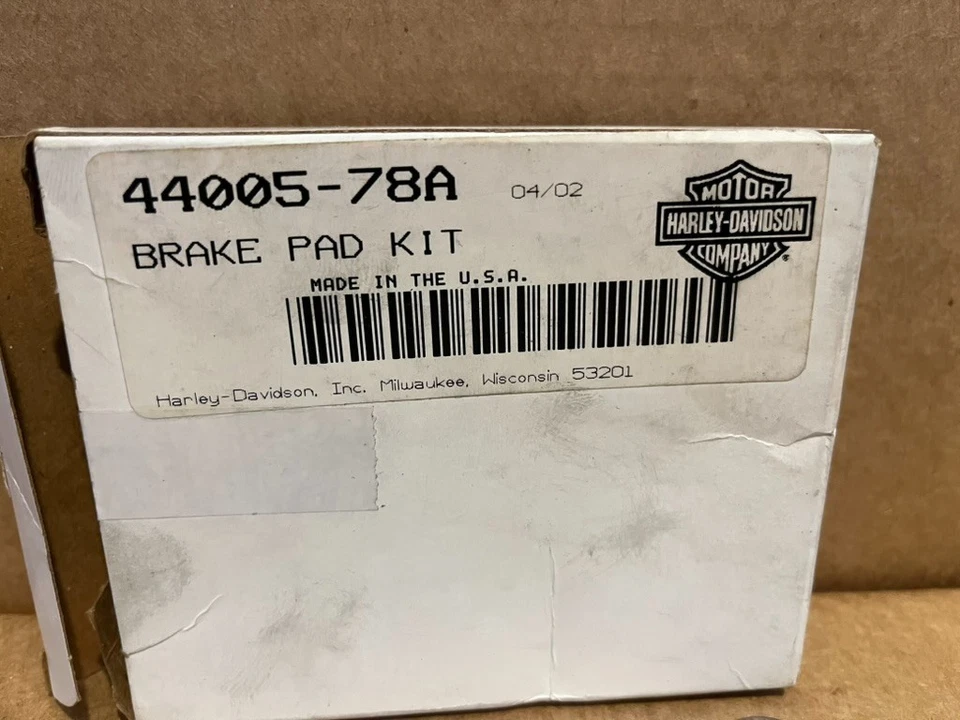 44005-78A 04/02
BRAKE PAD KIT
MADE IN THE U.S.A.
MOTOR
HARLEY-DAVIDSON
COMPANY
®
Harley-Davidson, Inc. Milwaukee, Wisconsin 53201